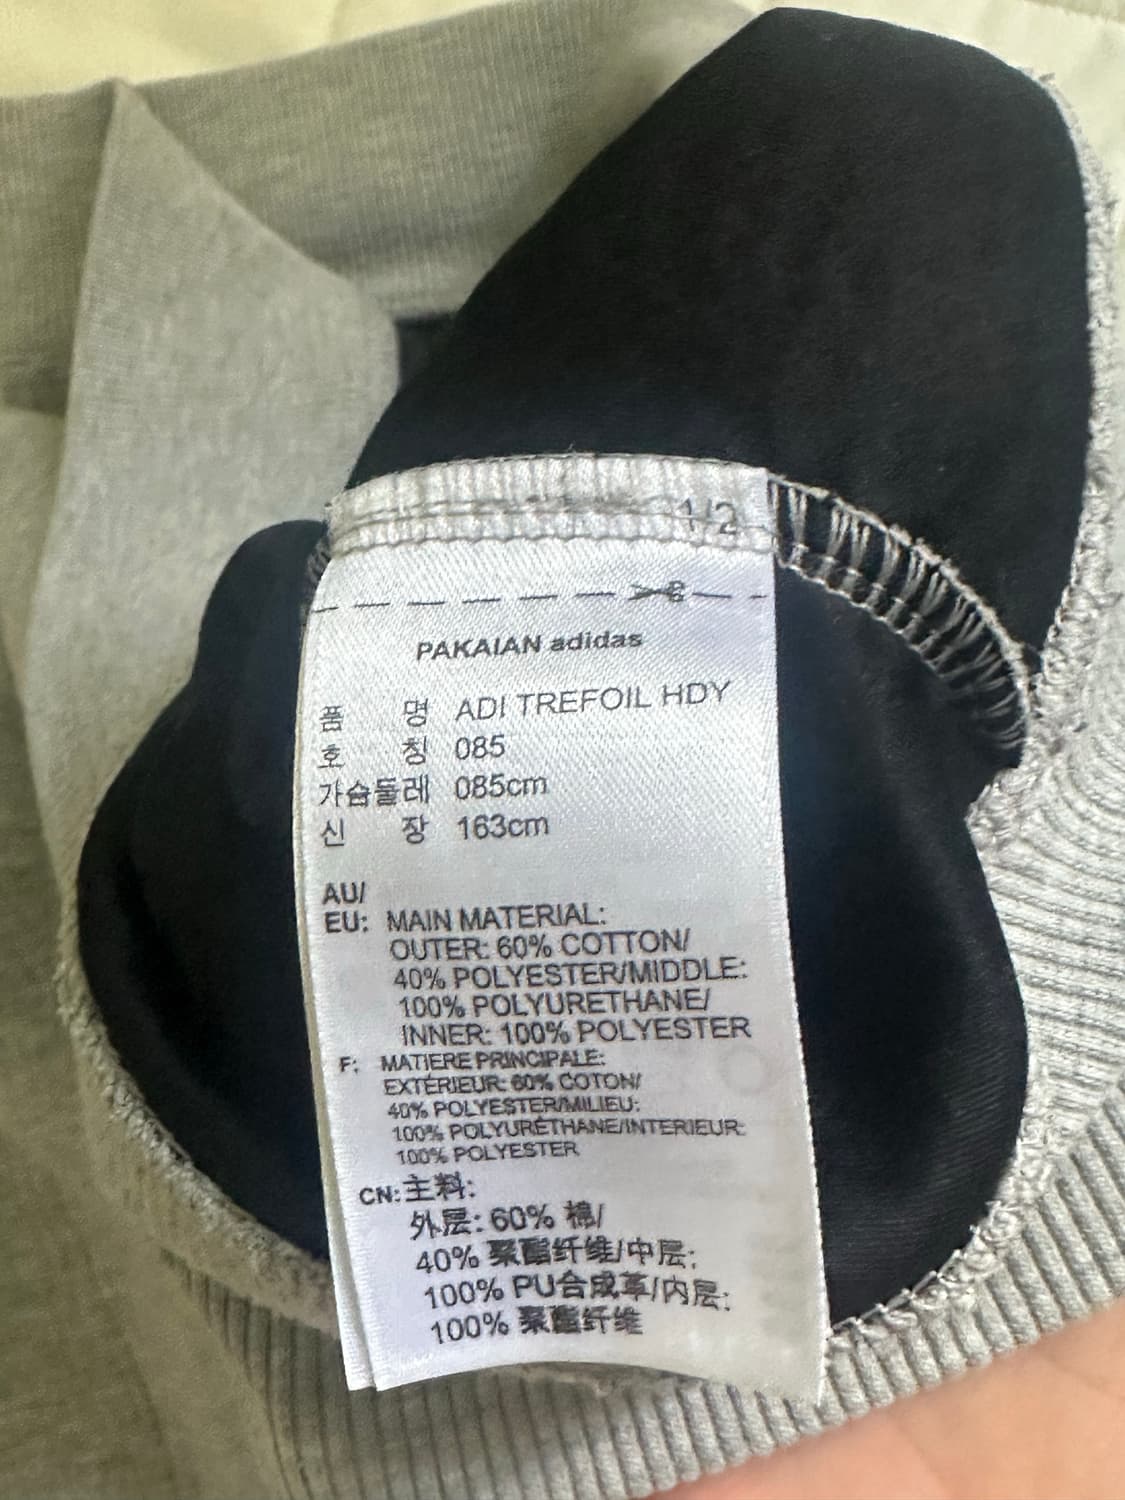 1/2
PAKAIAN adidas
품 명 ADI TREFOIL HDY
호 칭 085
가슴둘레 085cm
신 장 163cm
AU/
EU: MAIN MATERIAL:
OUTER: 60% COTTON/
40% POLYESTER/MIDDLE:
100% POLYURETHANE/
INNER: 100% POLYESTER
F: MATIERE PRINCIPALE:
EXTÉRIEUR: 60% COTON/
40% POLYESTER/MILIEU:
100% POLYURÉTHANE/INTERIEUR:
100% POLYESTER
CN: 主料:
外层: 60% 棉/
40% 聚酯纤维/中层:
100% PU合成革/内层:
100% 聚酯纤维